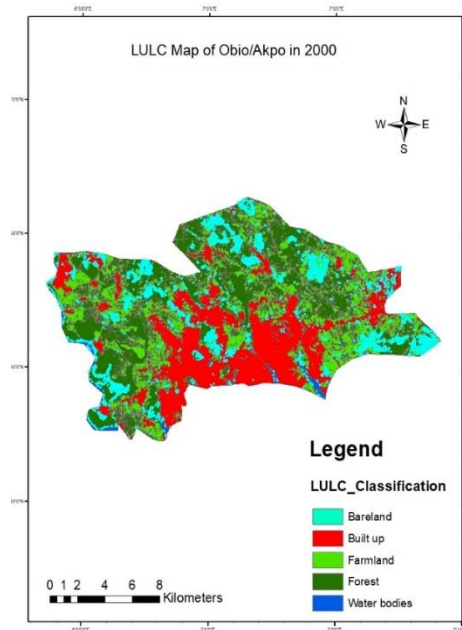 LULC Map of Obio/Akpo in 2000
N
W E
S
Legend
LULC_Classification
Bareland
Built up
Farmland
Forest
Water bodies
0 1 2 4 6 8
Kilometers